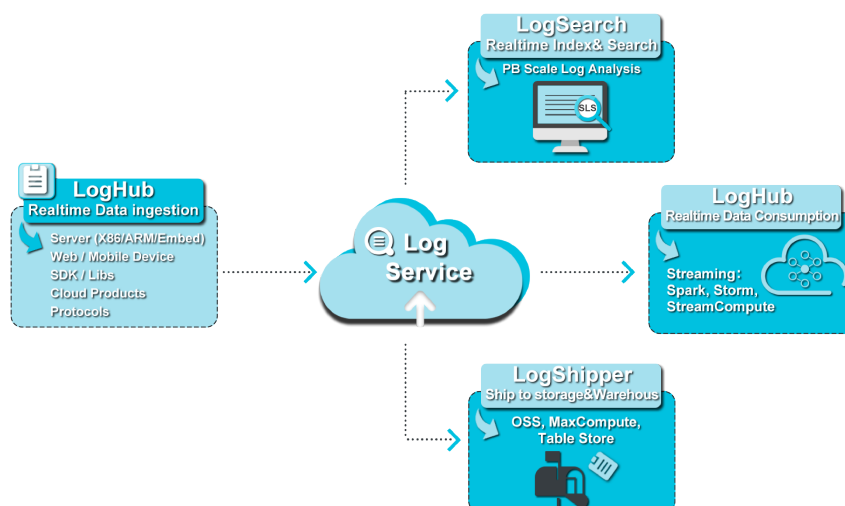 LogSearch
Realtime Index& Search
PB Scale Log Analysis
SLS
LogHub
Realtime Data ingestion
Server (X86/ARM/Embed)
Web / Mobile Device
SDK / Libs
Cloud Products
Protocols
Log
Service
LogHub
Realtime Data Consumption
Streaming:
Spark, Storm,
StreamCompute
LogShipper
Ship to storage&Warehous
OSS, MaxCompute,
Table Store